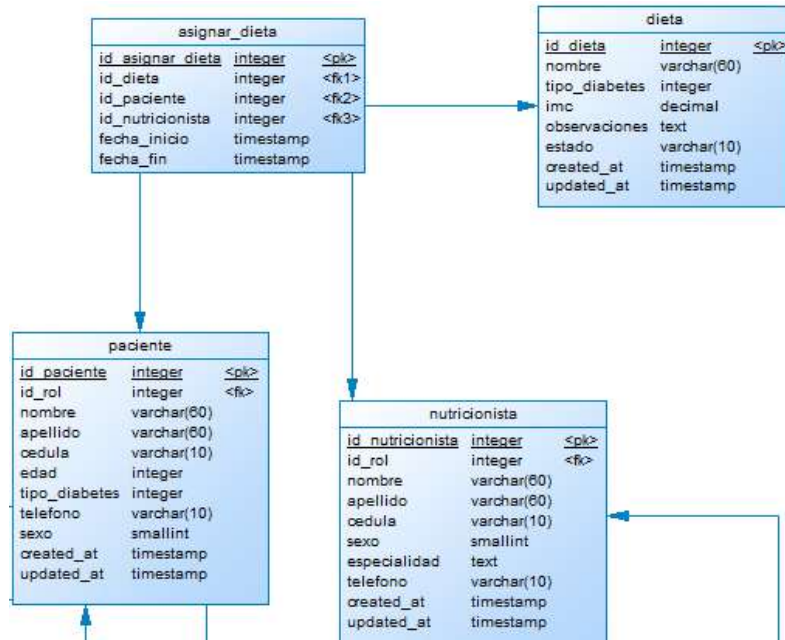 asignar_dieta
id_asignar_dieta integer <pk>
id_dieta integer <fk1>
id_paciente integer <fk2>
id_nutricionista integer <fk3>
fecha_inicio timestamp
fecha_fin timestamp
dieta
id_dieta integer <pk>
nombre varchar(60)
tipo_diabetes integer
imc decimal
observaciones text
estado varchar(10)
created_at timestamp
updated_at timestamp
paciente
id_paciente integer <pk>
id_rol integer <fk>
nombre varchar(60)
apellido varchar(60)
cedula varchar(10)
edad integer
tipo_diabetes integer
telefono varchar(10)
sexo smallint
created_at timestamp
updated_at timestamp
nutricionista
id_nutricionista integer <pk>
id_rol integer <fk>
nombre varchar(60)
apellido varchar(60)
cedula varchar(10)
sexo smallint
especialidad text
telefono varchar(10)
created_at timestamp
updated_at timestamp